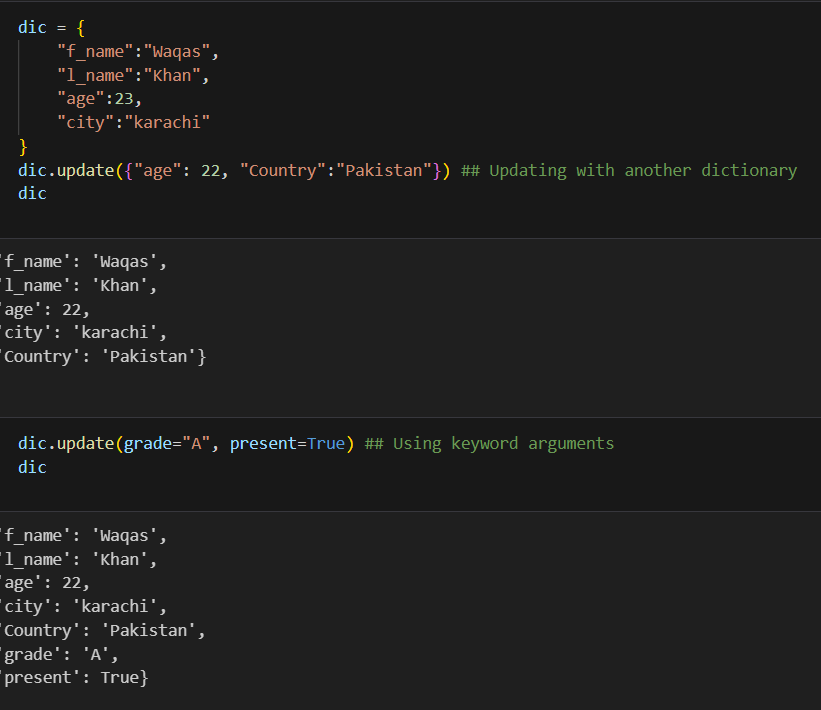 dic = {
    "f_name":"Waqas",
    "l_name":"Khan",
    "age":23,
    "city":"karachi"
}
dic.update({"age": 22, "Country":"Pakistan"}) ## Updating with another dictionary
dic
'f_name': 'Waqas',
'l_name': 'Khan',
'age': 22,
'city': 'karachi',
'Country': 'Pakistan'}
dic.update(grade="A", present=True) ## Using keyword arguments
dic
'f_name': 'Waqas',
'l_name': 'Khan',
'age': 22,
'city': 'karachi',
'Country': 'Pakistan',
'grade': 'A',
'present': True}